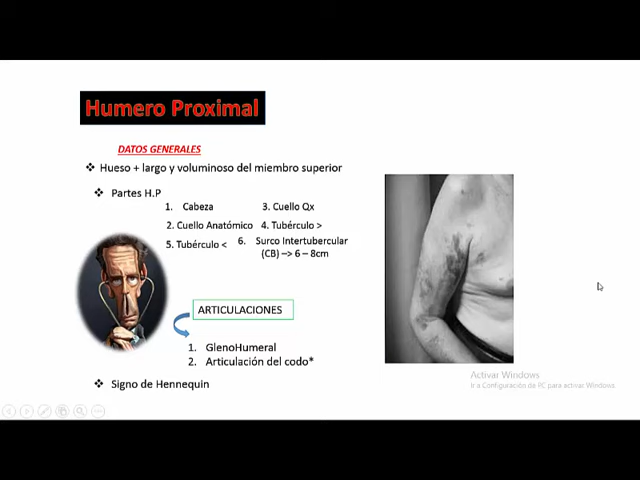 Humero Proximal
DATOS GENERALES
❖ Hueso + largo y voluminoso del miembro superior
❖ Partes H.P
1. Cabeza 3. Cuello Qx
2. Cuello Anatómico 4. Tubérculo >
5. Tubérculo < 6. Surco Intertubercular
(CB) –> 6 – 8cm
ARTICULACIONES
1. GlenoHumeral
2. Articulación del codo*
❖ Signo de Hennequin
Activar Windows
Ir a Configuración de PC para activar Windows